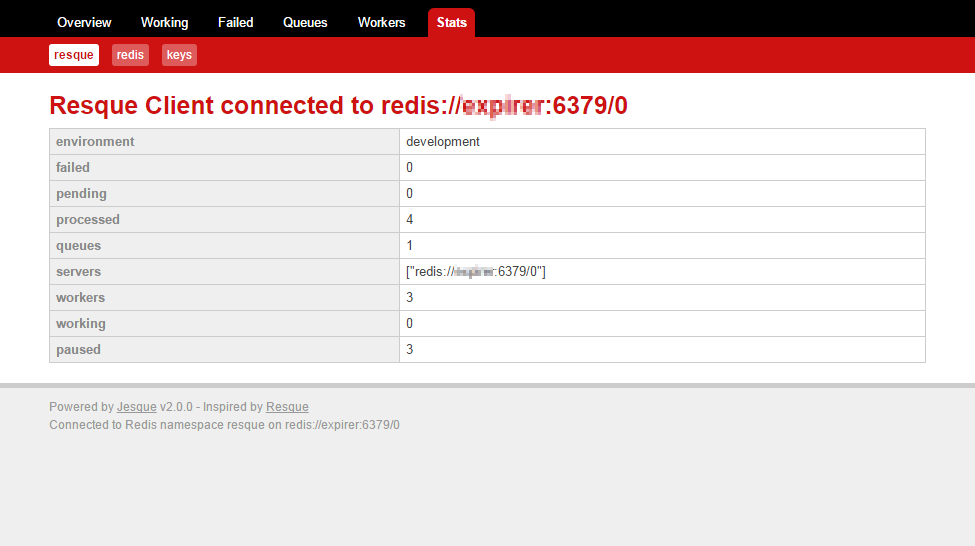 Overview Working Failed Queues Workers Stats
resque redis keys
Resque Client connected to redis://expirer:6379/0
environment development
failed 0
pending 0
processed 4
queues 1
servers ["redis://expirer:6379/0"]
workers 3
working 0
paused 3
Powered by Jesque v2.0.0 - Inspired by Resque
Connected to Redis namespace resque on redis://expirer:6379/0